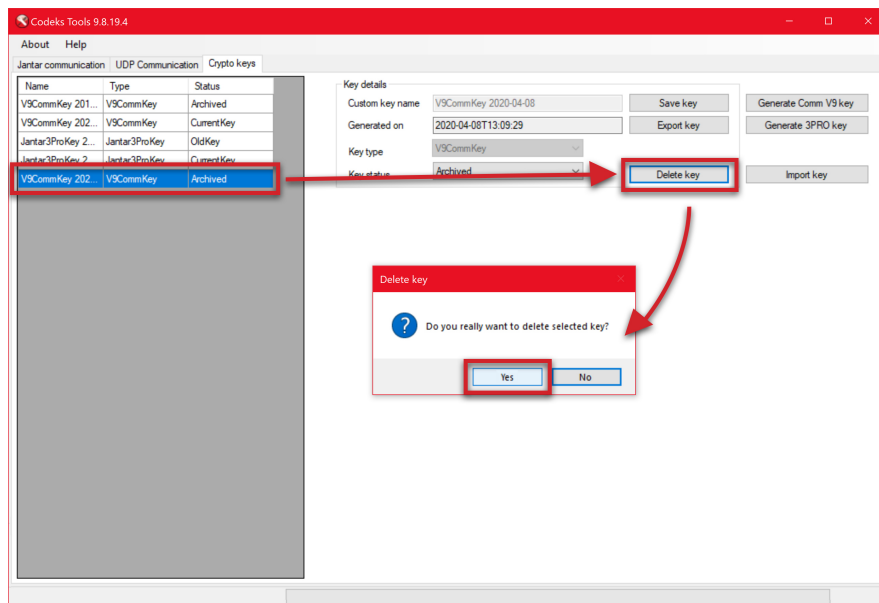 Codeks Tools 9.8.19.4
About Help
Jantar communication UDP Communication Crypto keys
Name Type Status
V9CommKey 201... V9CommKey Archived
V9CommKey 202... V9CommKey CurrentKey
Jantar3ProKey 2... Jantar3ProKey OldKey
Jantar3ProKey 2... Jantar3ProKey CurrentKey
V9CommKey 202... V9CommKey Archived
Key details
Custom key name V9CommKey 2020-04-08 Save key Generate Comm V9 key
Generated on 2020-04-08T13:09:29 Export key Generate 3PRO key
Key type V9CommKey
Key status Archived Delete key Import key
Delete key
Do you really want to delete selected key?
Yes No